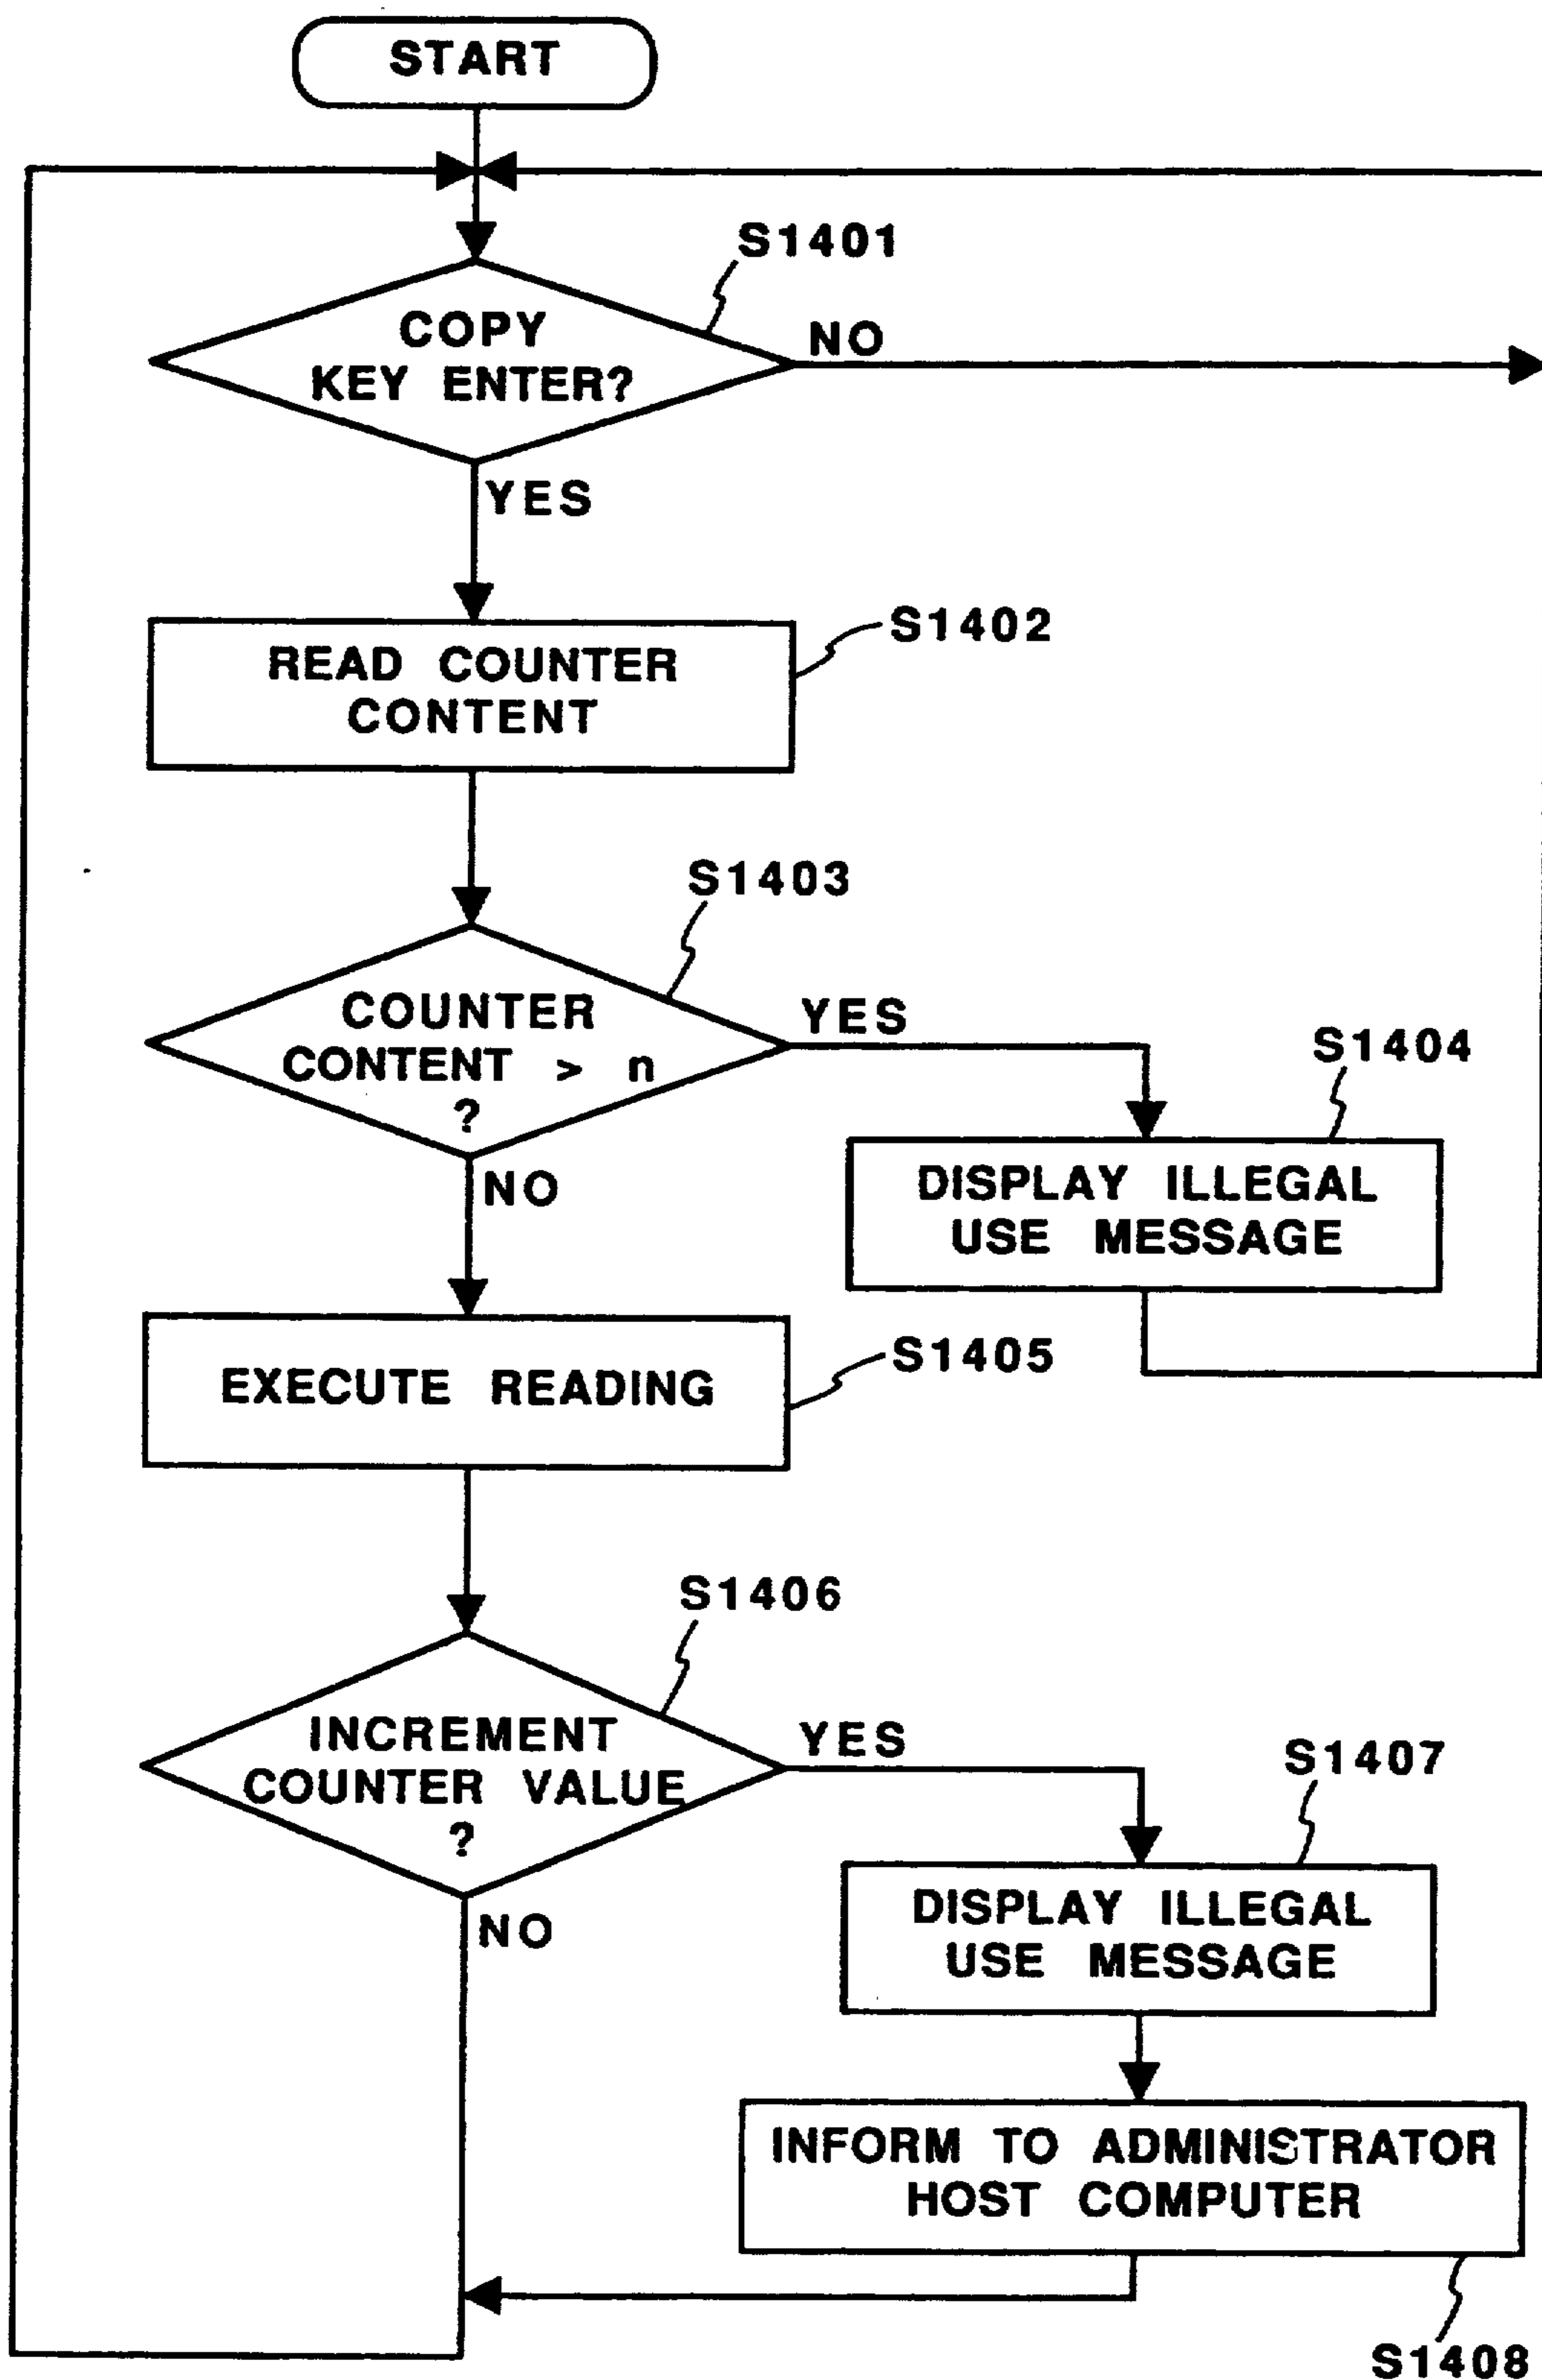 START
S1401
COPY
KEY ENTER?
NO
YES
S1402
READ COUNTER
CONTENT
S1403
COUNTER
CONTENT > n
?
YES
NO
S1404
DISPLAY ILLEGAL
USE MESSAGE
S1405
EXECUTE READING
S1406
INCREMENT
COUNTER VALUE
?
YES
NO
S1407
DISPLAY ILLEGAL
USE MESSAGE
INFORM TO ADMINISTRATOR
HOST COMPUTER
S1408